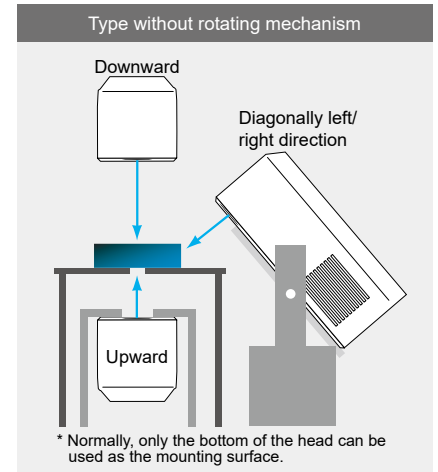 Type without rotating mechanism
Downward
Diagonally left/
right direction
Upward
* Normally, only the bottom of the head can be
used as the mounting surface.